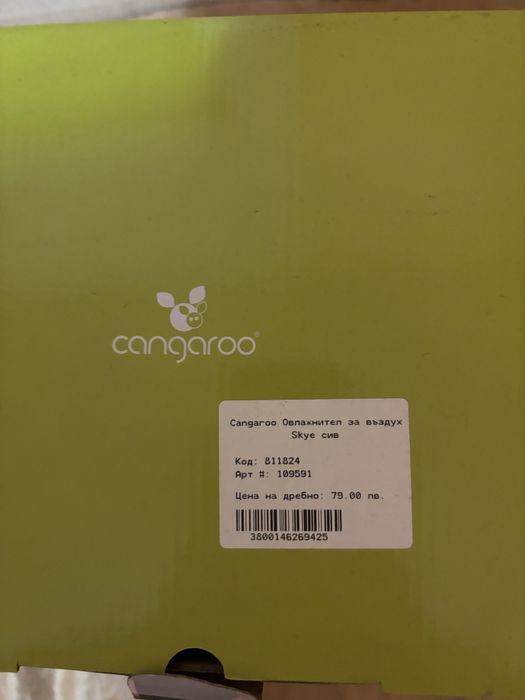 cangaroo®
Cangaroo Овлажнител за въздух
Skye сив
Код: 811824
Арт #: 109591
Цена на дребно: 79.00 лв.
3800146269425